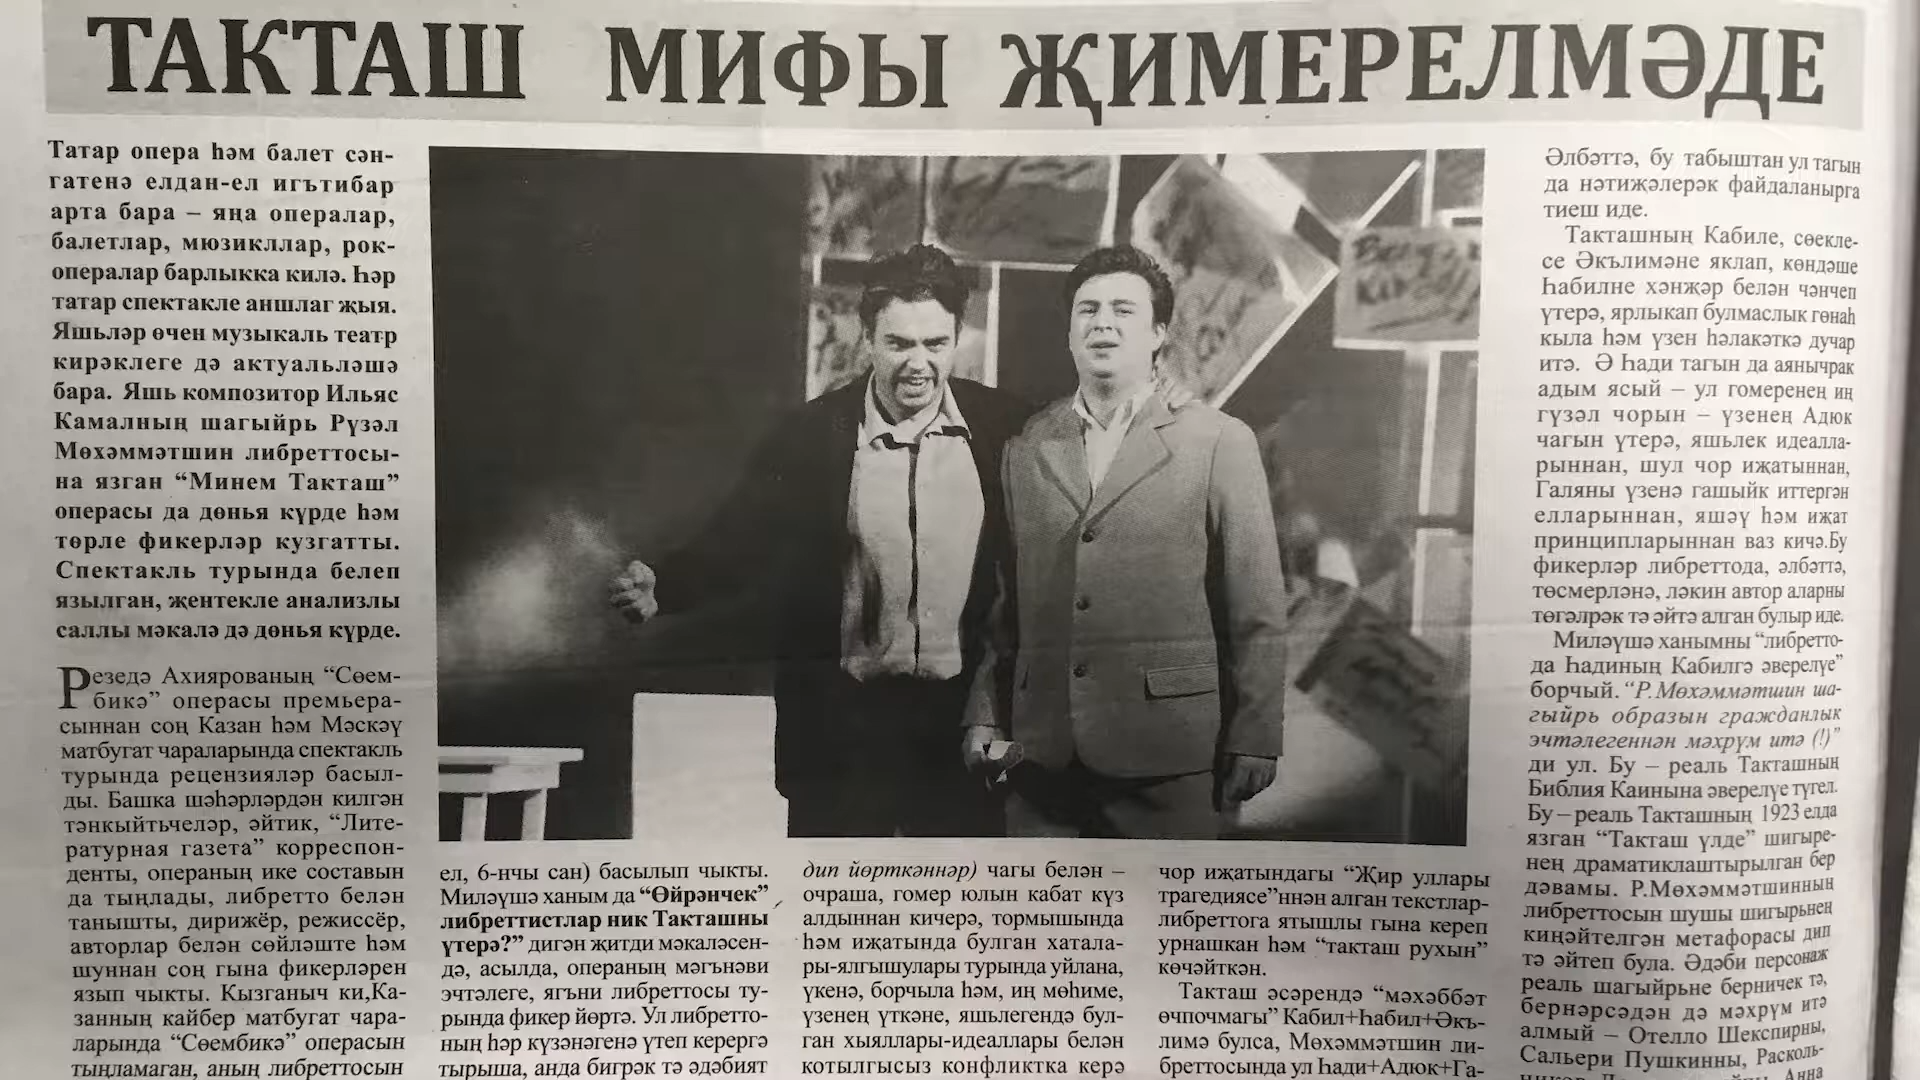 ТАКТАШ МИФЫ ҖИМЕРЕЛМӘДЕ
Татар опера һәм балет сән-
гатенә елдан-ел игътибар
арта бара – яңа опералар,
балетлар, мюзикллар, рок-
опералар барлыкка килә. Һәр
татар спектакле аншлаг җыя.
Яшьләр өчен музыкаль театр
кирәклеге дә актуальләшә
бара. Яшь композитор Ильяс
Камалның шагыйрь Рүзәл
Мөхәммәтшин либреттосы-
на язган “Минем Такташ”
операсы да дөнья күрде һәм
төрле фикерләр кузгатты.
Спектакль турында белеп
язылган, җентекле анализлы
саллы мәкалә дә дөнья күрде.
Резедә Ахиярованың “Сөем-
бикә” операсы премьера-
сыннан соң Казан һәм Мәскәү
матбугат чараларында спектакль
турында рецензияләр басыл-
ды. Башка шәһәрләрдән килгән
тәнкыйтьчеләр, әйтик, “Лите-
ратурная газета” корреспон-
денты, операның ике составын
да тыңлады, либретто белән
танышты, дирижёр, режиссёр,
авторлар белән сөйләште һәм
шуннан соң гына фикерләрен
язып чыкты. Кызганыч ки,Ка-
занның кайбер матбугат чара-
ларында “Сөембикә” операсын
тыңламаган, аның либреттосын
ел, 6-нчы сан) басылып чыкты.
Миләүшә ханым да “Өйрәнчек”
либреттистлар ник Такташны
үтерә?” дигән җитди мәкаләсен-
дә, асылда, операның мәгънәви
эчтәлеге, ягъни либреттосы ту-
рында фикер йөртә. Ул либретто-
ның һәр күзәнәгенә үтеп керергә
тырыша, анда бигрәк тә әдәбият
дип йөрткәннәр) чагы белән –
очраша, гомер юлын кабат күз
алдыннан кичерә, тормышында
һәм иҗатында булган хатала-
ры-ялгышулары турында уйлана,
үкенә, борчыла һәм, иң мөһиме,
үзенең үткәне, яшьлегендә бул-
ган хыяллары-идеаллары белән
котылгысыз конфликтка керә
чор иҗатындагы “Җир уллары
трагедиясе”ннән алган текстлар-
либреттога ятышлы гына кереп
урнашкан һәм “такташ рухын”
көчәйткән.
Такташ әсәрендә “мәхәббәт
өчпочмагы” Кабил+Һабил+Әкъ-
лимә булса, Мөхәммәтшин ли-
бреттосында ул Һади+Адюк+Га-
Әлбәттә, бу табыштан ул тагын
да нәтиҗәлерәк файдаланырга
тиеш иде.
Такташның Кабиле, сөекле-
се Әкълимәне яклап, көндәше
Һабилне хәнҗәр белән чәнчеп
үтерә, ярлыкап булмаслык гөнаһ
кыла һәм үзен һәлакәткә дучар
итә. Ә Һади тагын да аянычрак
адым ясый – ул гомеренең иң
гүзәл чорын – үзенең Адюк
чагын үтерә, яшьлек идеалла-
рыннан, шул чор иҗатыннан,
Галяны үзенә гашыйк иттергән
елларыннан, яшәү һәм иҗат
принципларыннан ваз кичә.Бу
фикерләр либреттода, әлбәттә,
төсмерләнә, ләкин автор аларны
төгәлрәк тә әйтә алган булыр иде.
Миләүшә ханымны “либретто-
да Һадиның Кабилгә әверелүе”
борчый. “Р.Мөхәммәтшин ша-
гыйрь образын гражданлык
эчтәлегеннән мәхрүм итә (!)”
ди ул. Бу – реаль Такташның
Библия Каинына әверелүе түгел.
Бу – реаль Такташның 1923 елда
язган “Такташ үлде” шигыре-
нең драматиклаштырылган бер
дәвамы. Р.Мөхәммәтшинның
либреттосын шушы шигырьнең
киңәйтелгән метафорасы дип
тә әйтеп була. Әдәби персонаж
реаль шагыйрьне берничек тә,
бернәрсәдән дә мәхрүм итә
алмый – Отелло Шекспирны,
Сальери Пушкинны, Расколь-
Анна